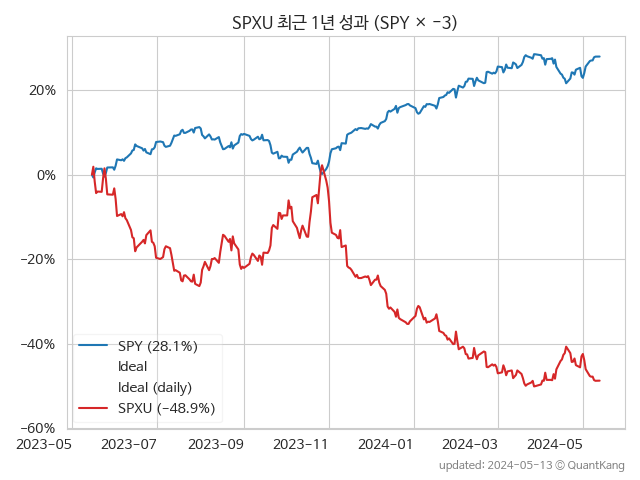 SPXU 최근 1년 성과 (SPY × −3)
20%
0%
−20%
−40%
−60%
SPY (28.1%)
Ideal
Ideal (daily)
SPXU (−48.9%)
2023−05 2023−07 2023−09 2023−11 2024−01 2024−03 2024−05
updated: 2024−05−13 © QuantKang